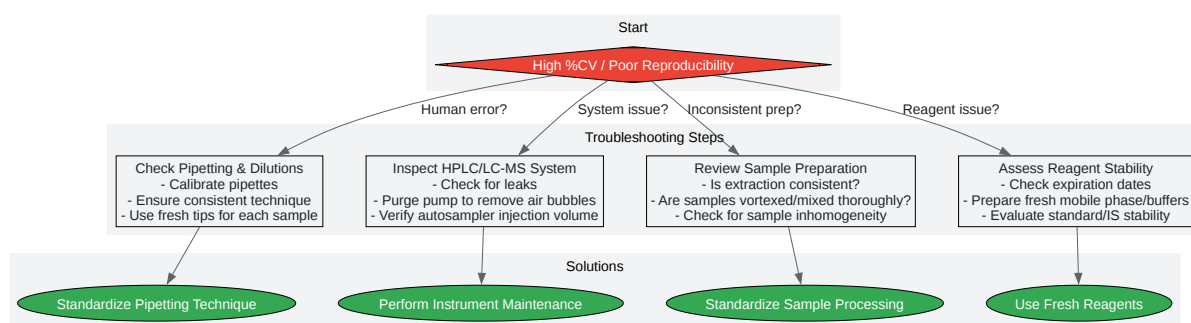 Start
High %CV / Poor Reproducibility
Human error?
System issue?
Inconsistent prep?
Reagent issue?
Troubleshooting Steps
Check Pipetting & Dilutions
- Calibrate pipettes
- Ensure consistent technique
- Use fresh tips for each sample
Inspect HPLC/LC-MS System
- Check for leaks
- Purge pump to remove air bubbles
- Verify autosampler injection volume
Review Sample Preparation
- Is extraction consistent?
- Are samples vortexed/mixed thoroughly?
- Check for sample inhomogeneity
Assess Reagent Stability
- Check expiration dates
- Prepare fresh mobile phase/buffers
- Evaluate standard/IS stability
Solutions
Standardize Pipetting Technique
Perform Instrument Maintenance
Standardize Sample Processing
Use Fresh Reagents